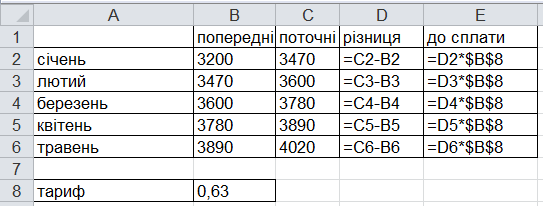 A B C D E
1 попередні поточні різниця до сплати
2 січень 3200 3470 =C2-B2 =D2*$B$8
3 лютий 3470 3600 =C3-B3 =D3*$B$8
4 березень 3600 3780 =C4-B4 =D4*$B$8
5 квітень 3780 3890 =C5-B5 =D5*$B$8
6 травень 3890 4020 =C6-B6 =D6*$B$8
7
8 тариф 0,63